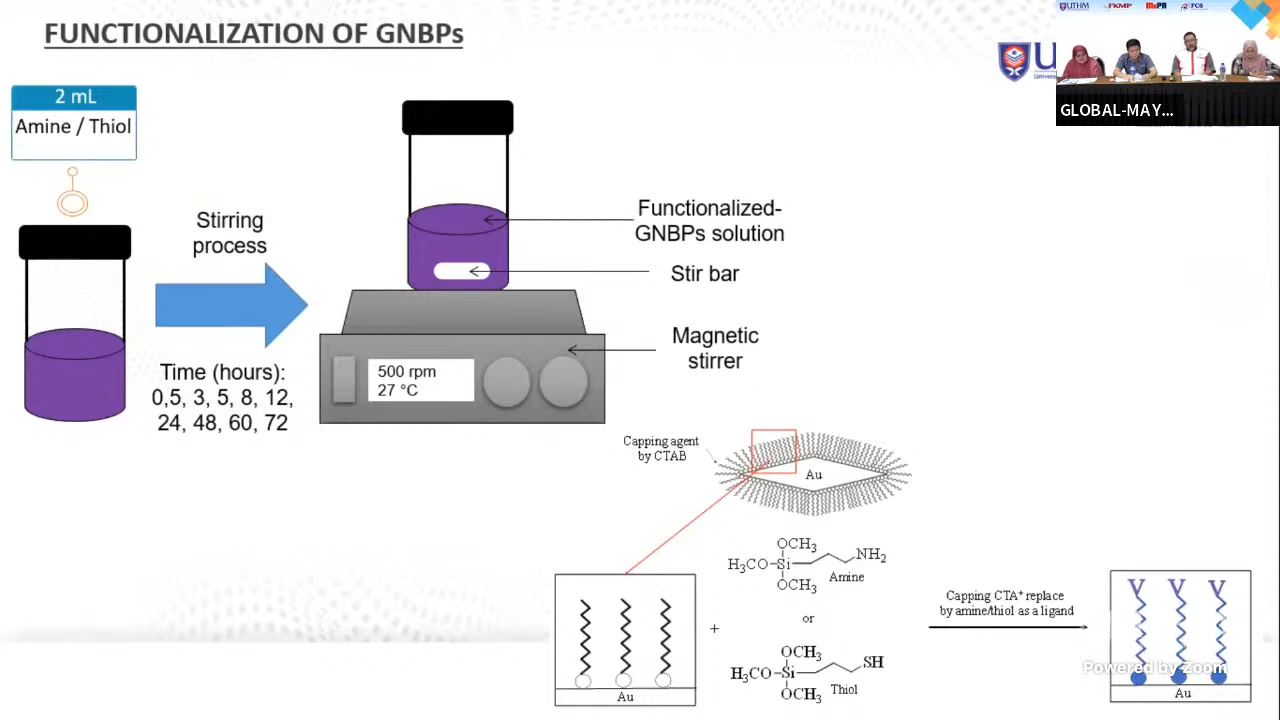 FUNCTIONALIZATION OF GNBPs
UTHM
FKMP
FCS
GLOBAL-MAY...
2 mL
Amine / Thiol
Stirring
process
Time (hours):
0,5, 3, 5, 8, 12,
24, 48, 60, 72
500 rpm
27 °C
Functionalized-
GNBPs solution
Stir bar
Magnetic
stirrer
Capping agent
by CTAB
Au
Au
+
OCH3
H3CO-Si
NH2
OCH3
Amine
or
OCH3
H3CO-Si
SH
OCH3
Thiol
Capping CTA+ replace
by amine/thiol as a ligand
Au
Powered by Zoom